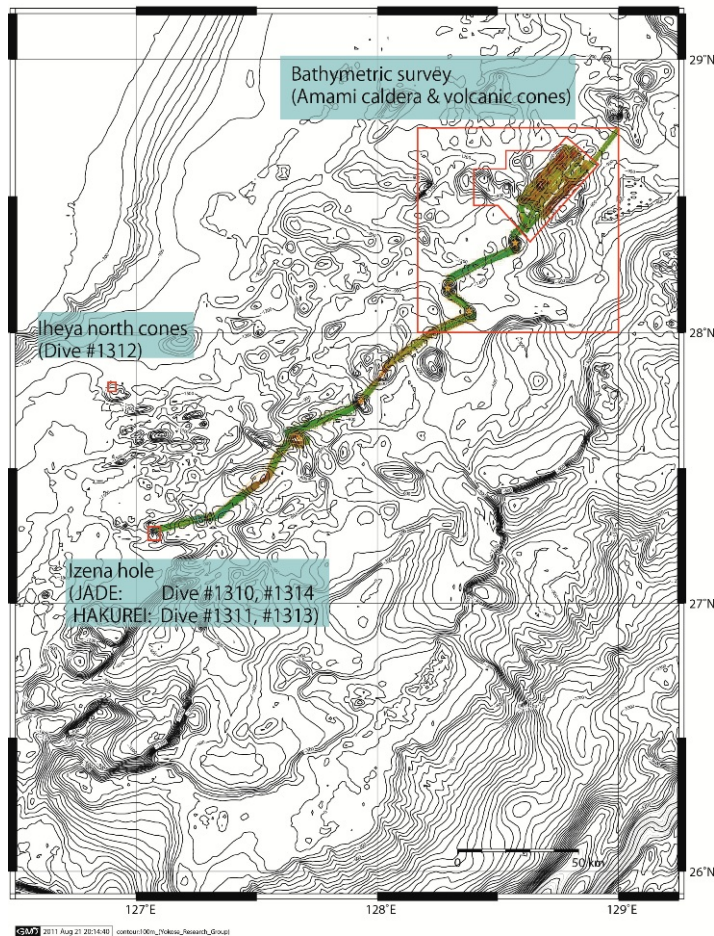 29°N
Bathymetric survey
(Amami caldera & volcanic cones)
28°N
Iheya north cones
(Dive #1312)
Izena hole
(JADE: Dive #1310, #1314
HAKUREI: Dive #1311, #1313)
27°N
0 50 km
26°N
127°E 128°E 129°E
GMD 2011 Aug 21 20:14:40 contour:100m_(Yokose_Research_Group)